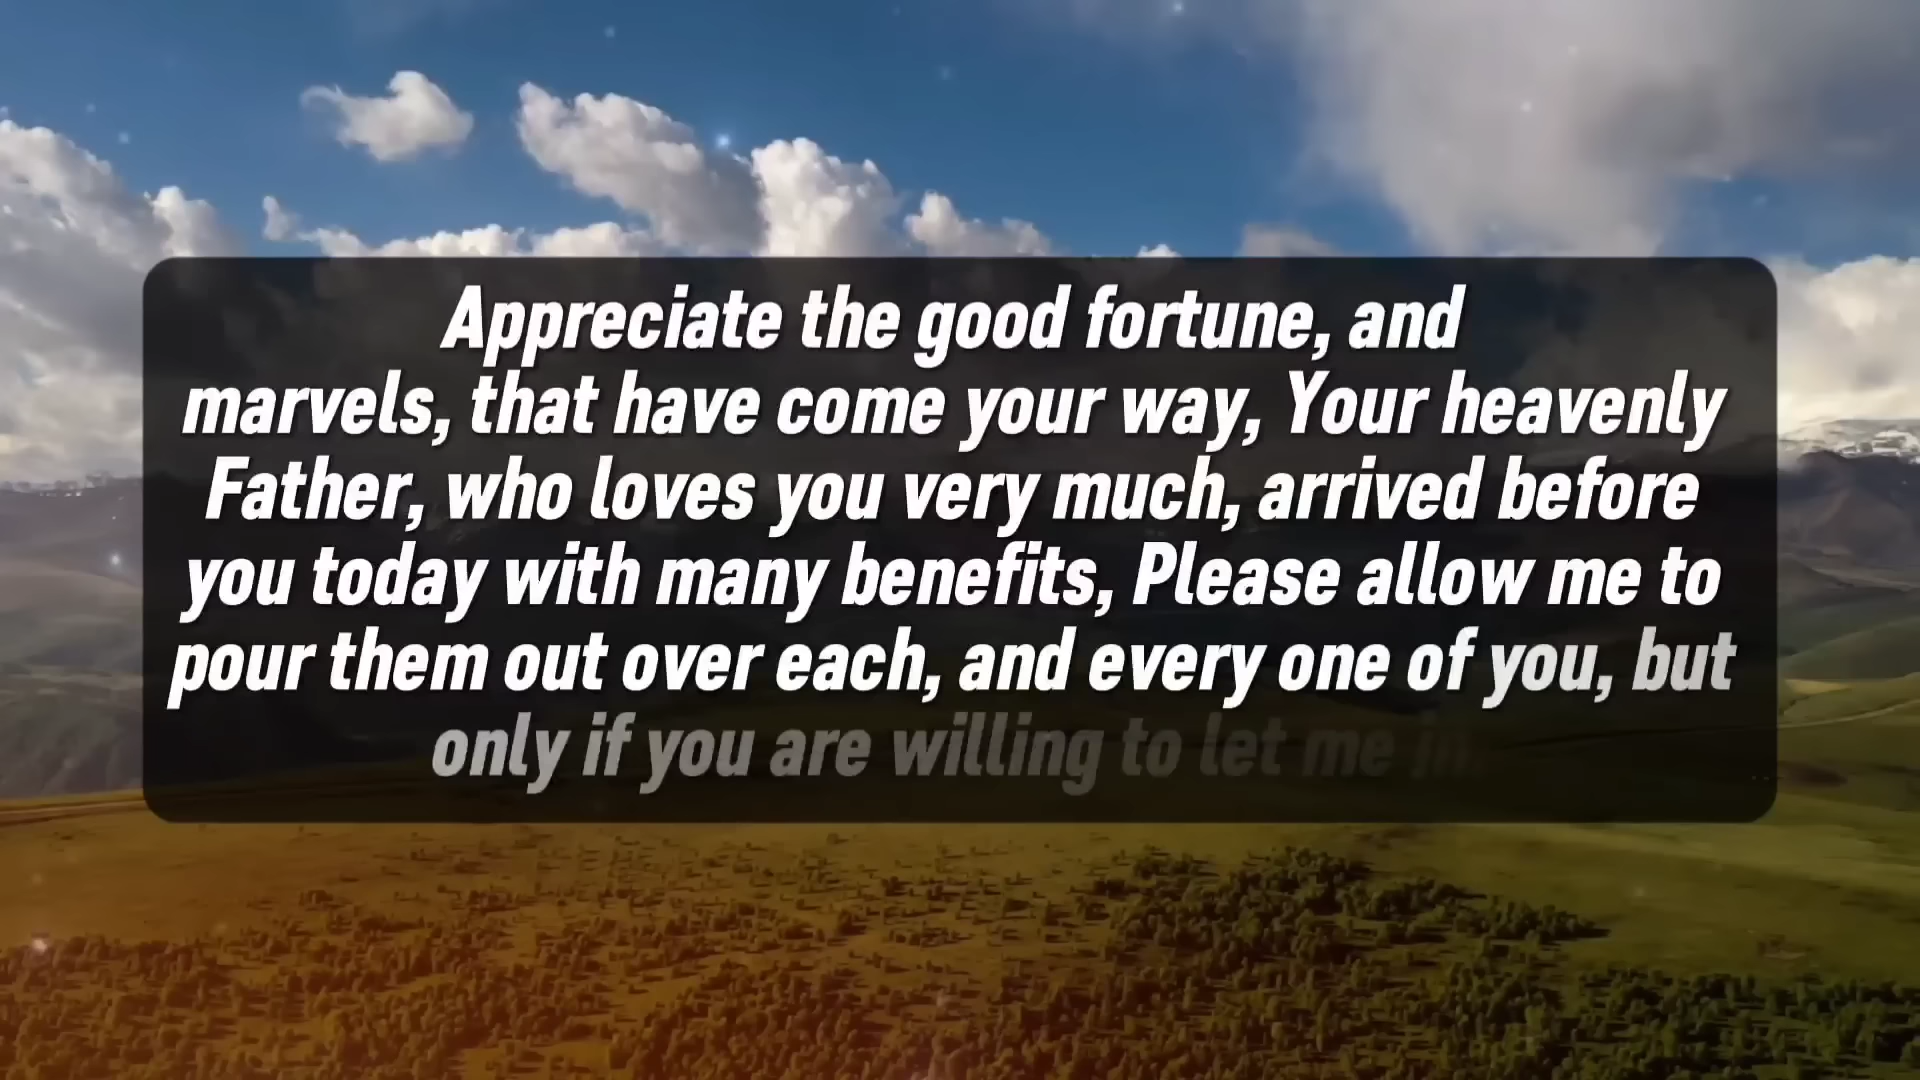 Appreciate the good fortune, and
marvels, that have come your way, Your heavenly
Father, who loves you very much, arrived before
you today with many benefits, Please allow me to
pour them out over each, and every one of you, but
only if you are willing to let me in.